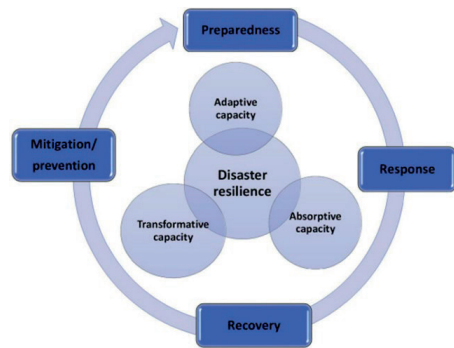 Preparedness
Adaptive
capacity
Mitigation/
prevention
Disaster
resilience
Response
Transformative
capacity
Absorptive
capacity
Recovery